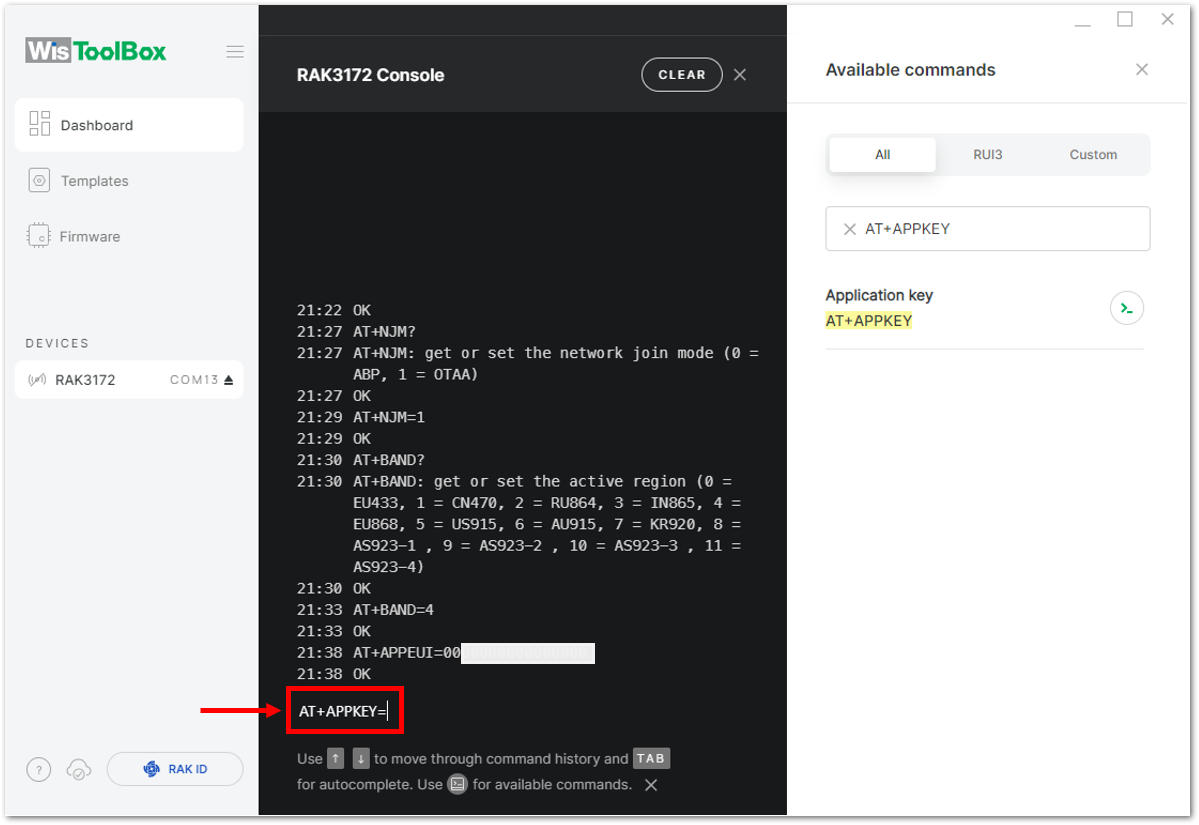 WisToolBox
Dashboard
Templates
Firmware
DEVICES
RAK3172 COM13
? RAK ID
RAK3172 Console CLEAR
21:22 OK
21:27 AT+NJM?
21:27 AT+NJM: get or set the network join mode (0 =
ABP, 1 = OTAA)
21:27 OK
21:29 AT+NJM=1
21:29 OK
21:30 AT+BAND?
21:30 AT+BAND: get or set the active region (0 =
EU433, 1 = CN470, 2 = RU864, 3 = IN865, 4 =
EU868, 5 = US915, 6 = AU915, 7 = KR920, 8 =
AS923-1 , 9 = AS923-2 , 10 = AS923-3 , 11 =
AS923-4)
21:30 OK
21:33 AT+BAND=4
21:33 OK
21:38 AT+APPEUI=00
21:38 OK
AT+APPKEY=
Use ↑ ↓ to move through command history and TAB
for autocomplete. Use for available commands.
Available commands
All RUI3 Custom
AT+APPKEY
Application key
AT+APPKEY